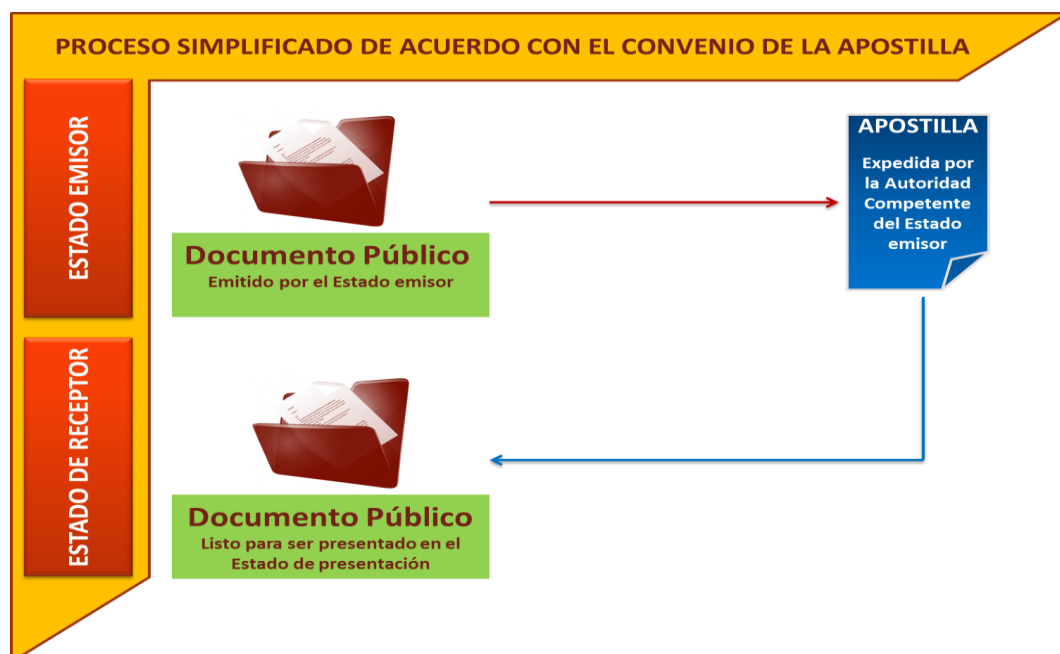 PROCESO SIMPLIFICADO DE ACUERDO CON EL CONVENIO DE LA APOSTILLA
ESTADO EMISOR
Documento Público
Emitido por el Estado emisor
APOSTILLA
Expedida por
la Autoridad
Competente
del Estado
emisor
ESTADO DE RECEPTOR
Documento Público
Listo para ser presentado en el
Estado de presentación